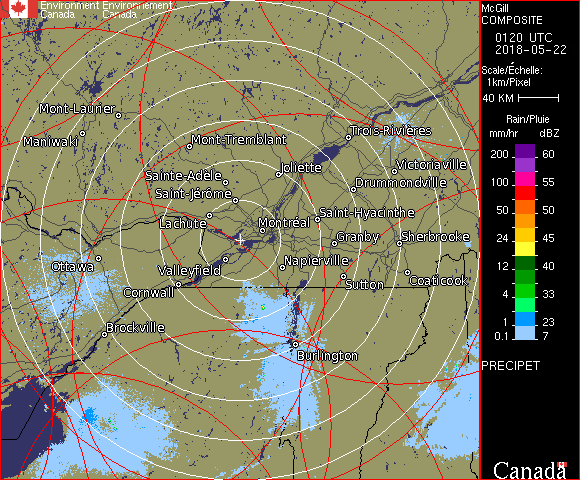 Environment Environnement
Canada Canada
McGill
COMPOSITE
0120 UTC
2018-05-22
Scale/Échelle:
1km/Pixel
40 KM
Rain/Pluie
mm/hr dBZ
200 60
100 55
50 50
24 45
12 40
4 33
1 23
0.1 7
PRECIPET
Canada
Mont-Laurier
Maniwaki
Mont-Tremblant
Trois-Rivières
Joliette
Victoriaville
Sainte-Adèle
Drummondville
Saint-Jérôme
Saint-Hyacinthe
Lachute
Montréal
Granby
Sherbrooke
Ottawa
Valleyfield
Napierville
Cornwall
Sutton
Coaticook
Brockville
Burlington